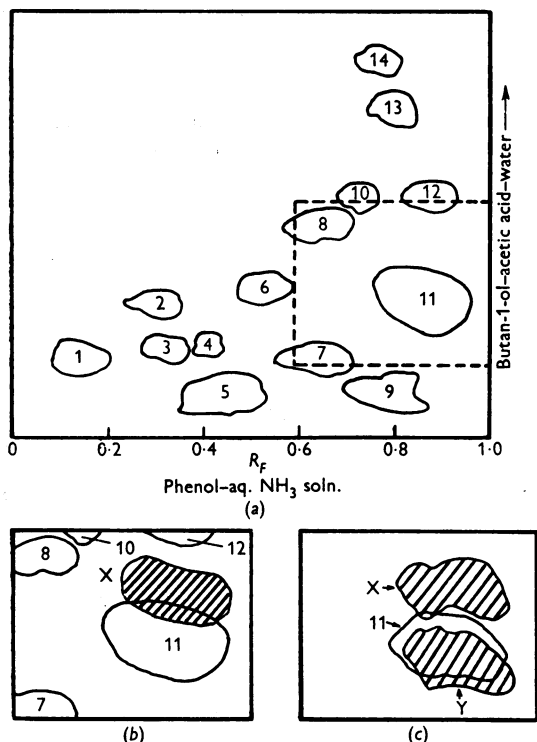 14
13
10
12
8
6
11
2
3
4
1
7
5
9
Butan-1-ol–acetic acid–water
0
0·2
0·4
0·6
0·8
1·0
R_F
Phenol–aq. NH₃ soln.
(a)
8
10
12
X
11
7
(b)
X
11
Y
(c)